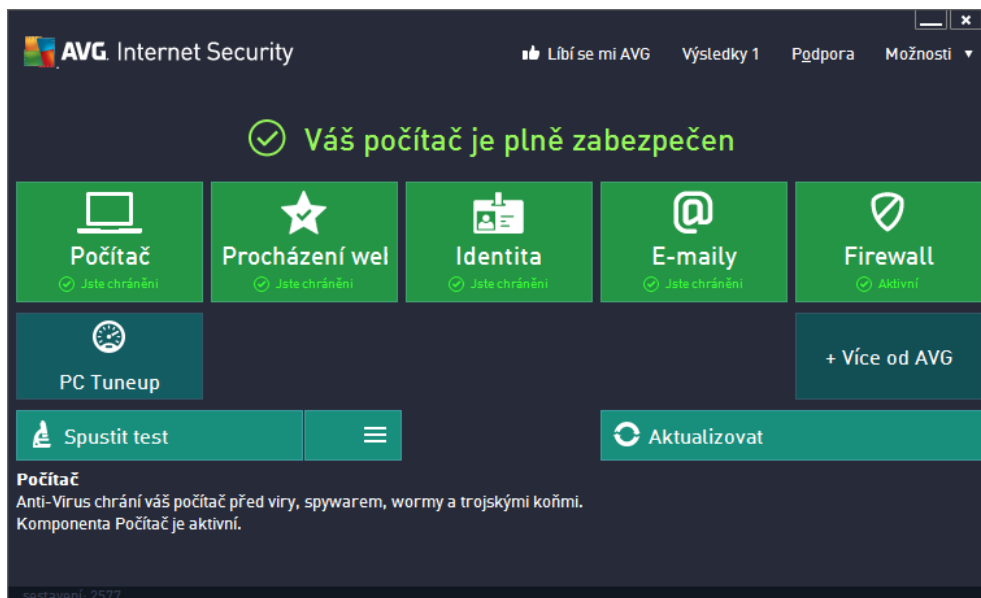 AVG. Internet Security
Líbí se mi AVG Výsledky 1 Podpora Možnosti
Váš počítač je plně zabezpečen
Počítač
Jste chráněni
Procházení wel
Jste chráněni
Identita
Jste chráněni
E-maily
Jste chráněni
Firewall
Aktivní
PC Tuneup
+ Více od AVG
Spustit test
Aktualizovat
Počítač
Anti-Virus chrání váš počítač před viry, spywarem, wormy a trojskými koňmi.
Komponenta Počítač je aktivní.
sestavení: 2577